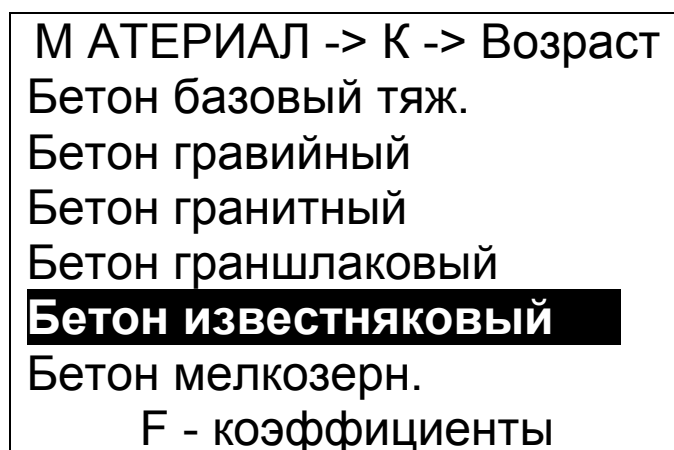 М АТЕРИАЛ -> К -> Возраст
Бетон базовый тяж.
Бетон гравийный
Бетон гранитный
Бетон граншлаковый
Бетон известняковый
Бетон мелкозерн.
F - коэффициенты